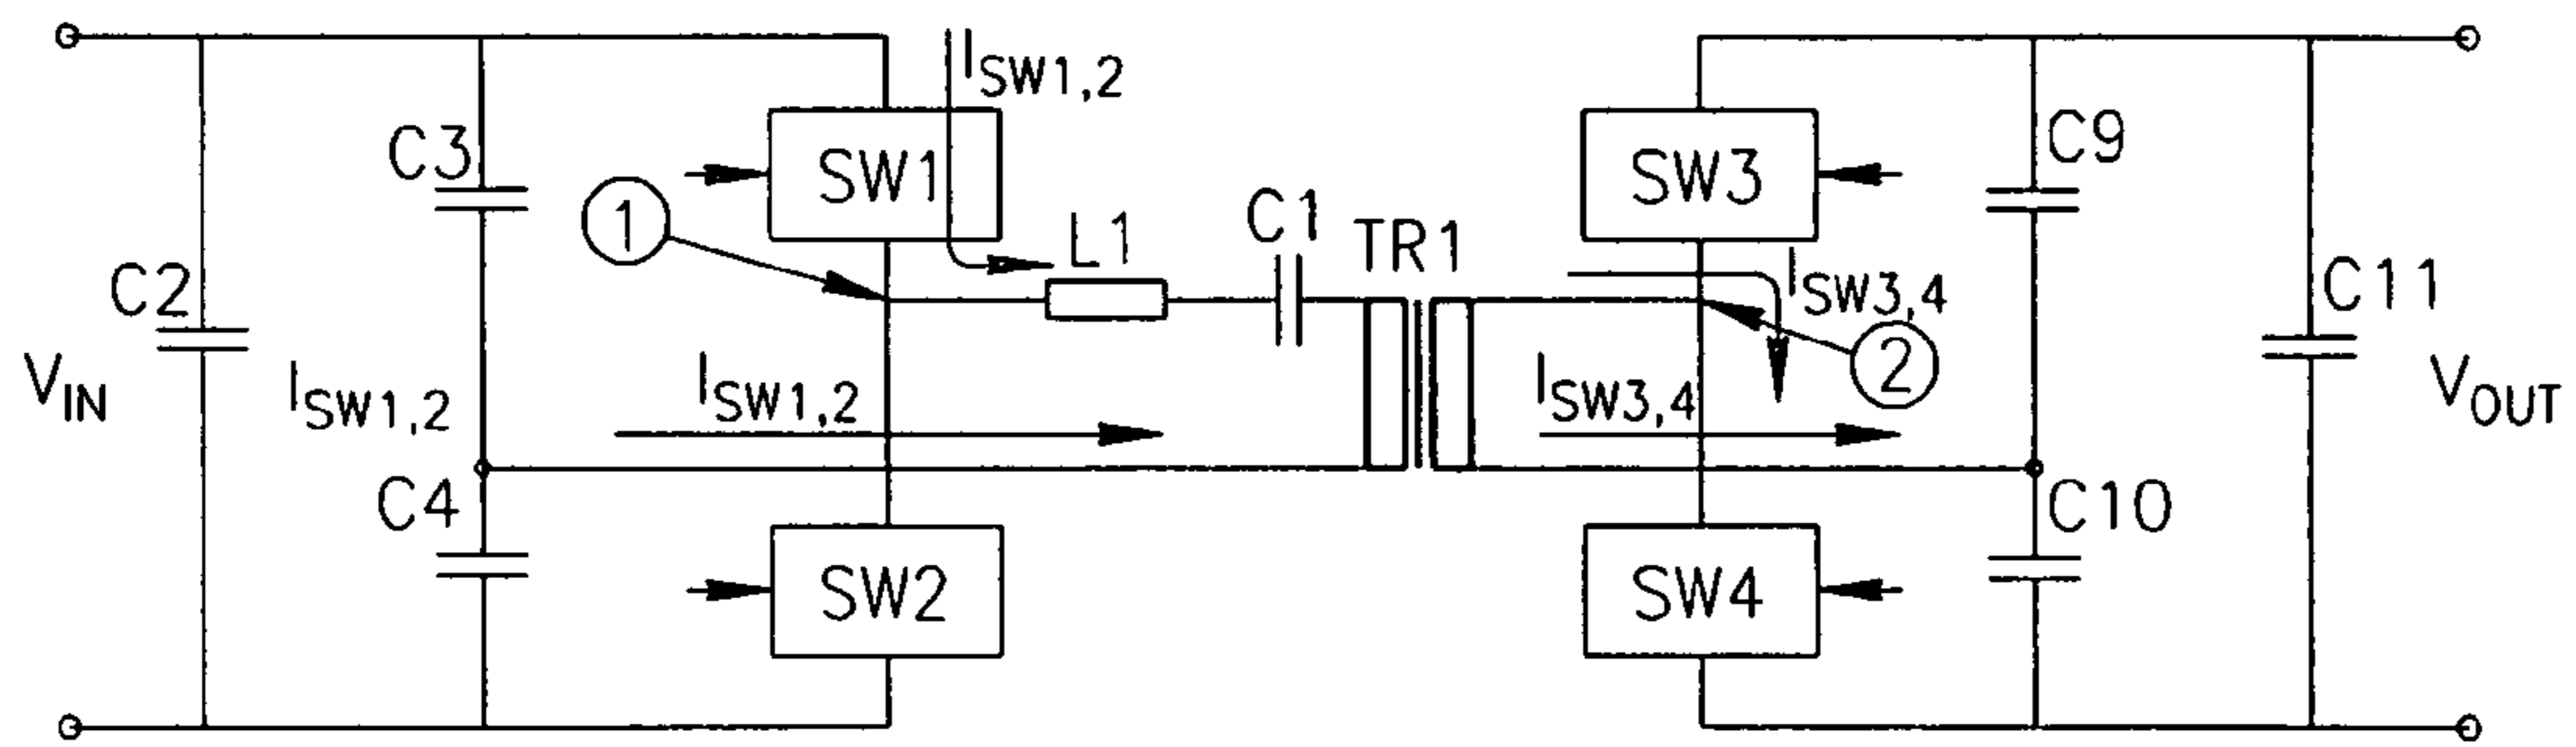 I_SW1,2
C3
SW1
SW3
C9
1
L1
C1
TR1
C2
I_SW3,4
C11
V_IN
I_SW1,2
I_SW1,2
I_SW3,4
2
V_OUT
C4
C10
SW2
SW4